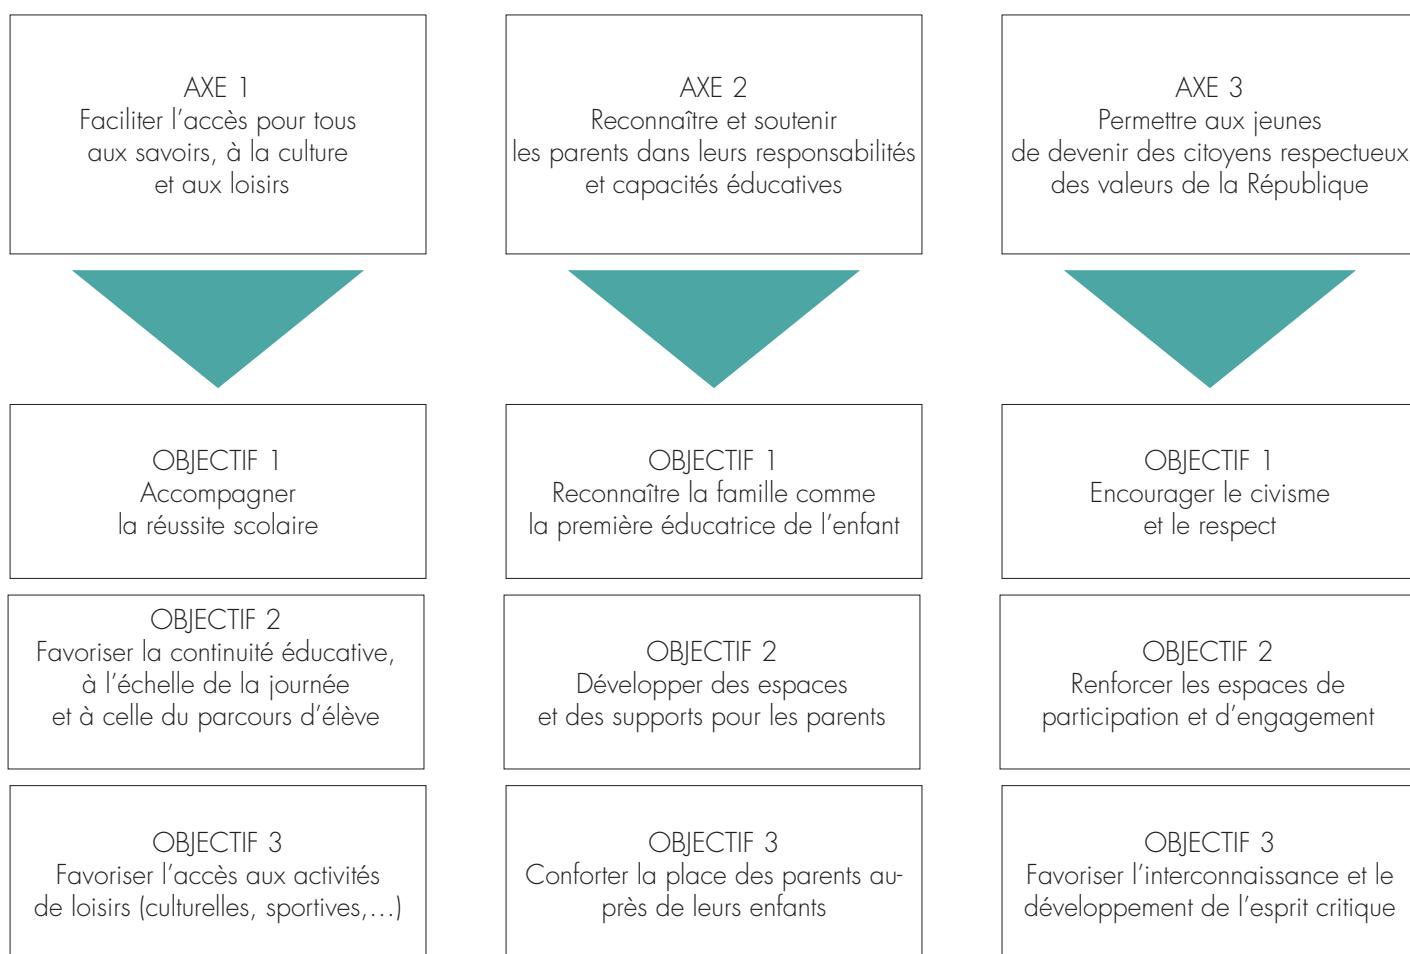 AXE 1
Faciliter l'accès pour tous
aux savoirs, à la culture
et aux loisirs
AXE 2
Reconnaître et soutenir
les parents dans leurs responsabilités
et capacités éducatives
AXE 3
Permettre aux jeunes
de devenir des citoyens respectueux
des valeurs de la République
OBJECTIF 1
Accompagner
la réussite scolaire
OBJECTIF 1
Reconnaître la famille comme
la première éducatrice de l'enfant
OBJECTIF 1
Encourager le civisme
et le respect
OBJECTIF 2
Favoriser la continuité éducative,
à l'échelle de la journée
et à celle du parcours d'élève
OBJECTIF 2
Développer des espaces
et des supports pour les parents
OBJECTIF 2
Renforcer les espaces de
participation et d'engagement
OBJECTIF 3
Favoriser l'accès aux activités
de loisirs (culturelles, sportives,…)
OBJECTIF 3
Conforter la place des parents au-
près de leurs enfants
OBJECTIF 3
Favoriser l'interconnaissance et le
développement de l'esprit critique